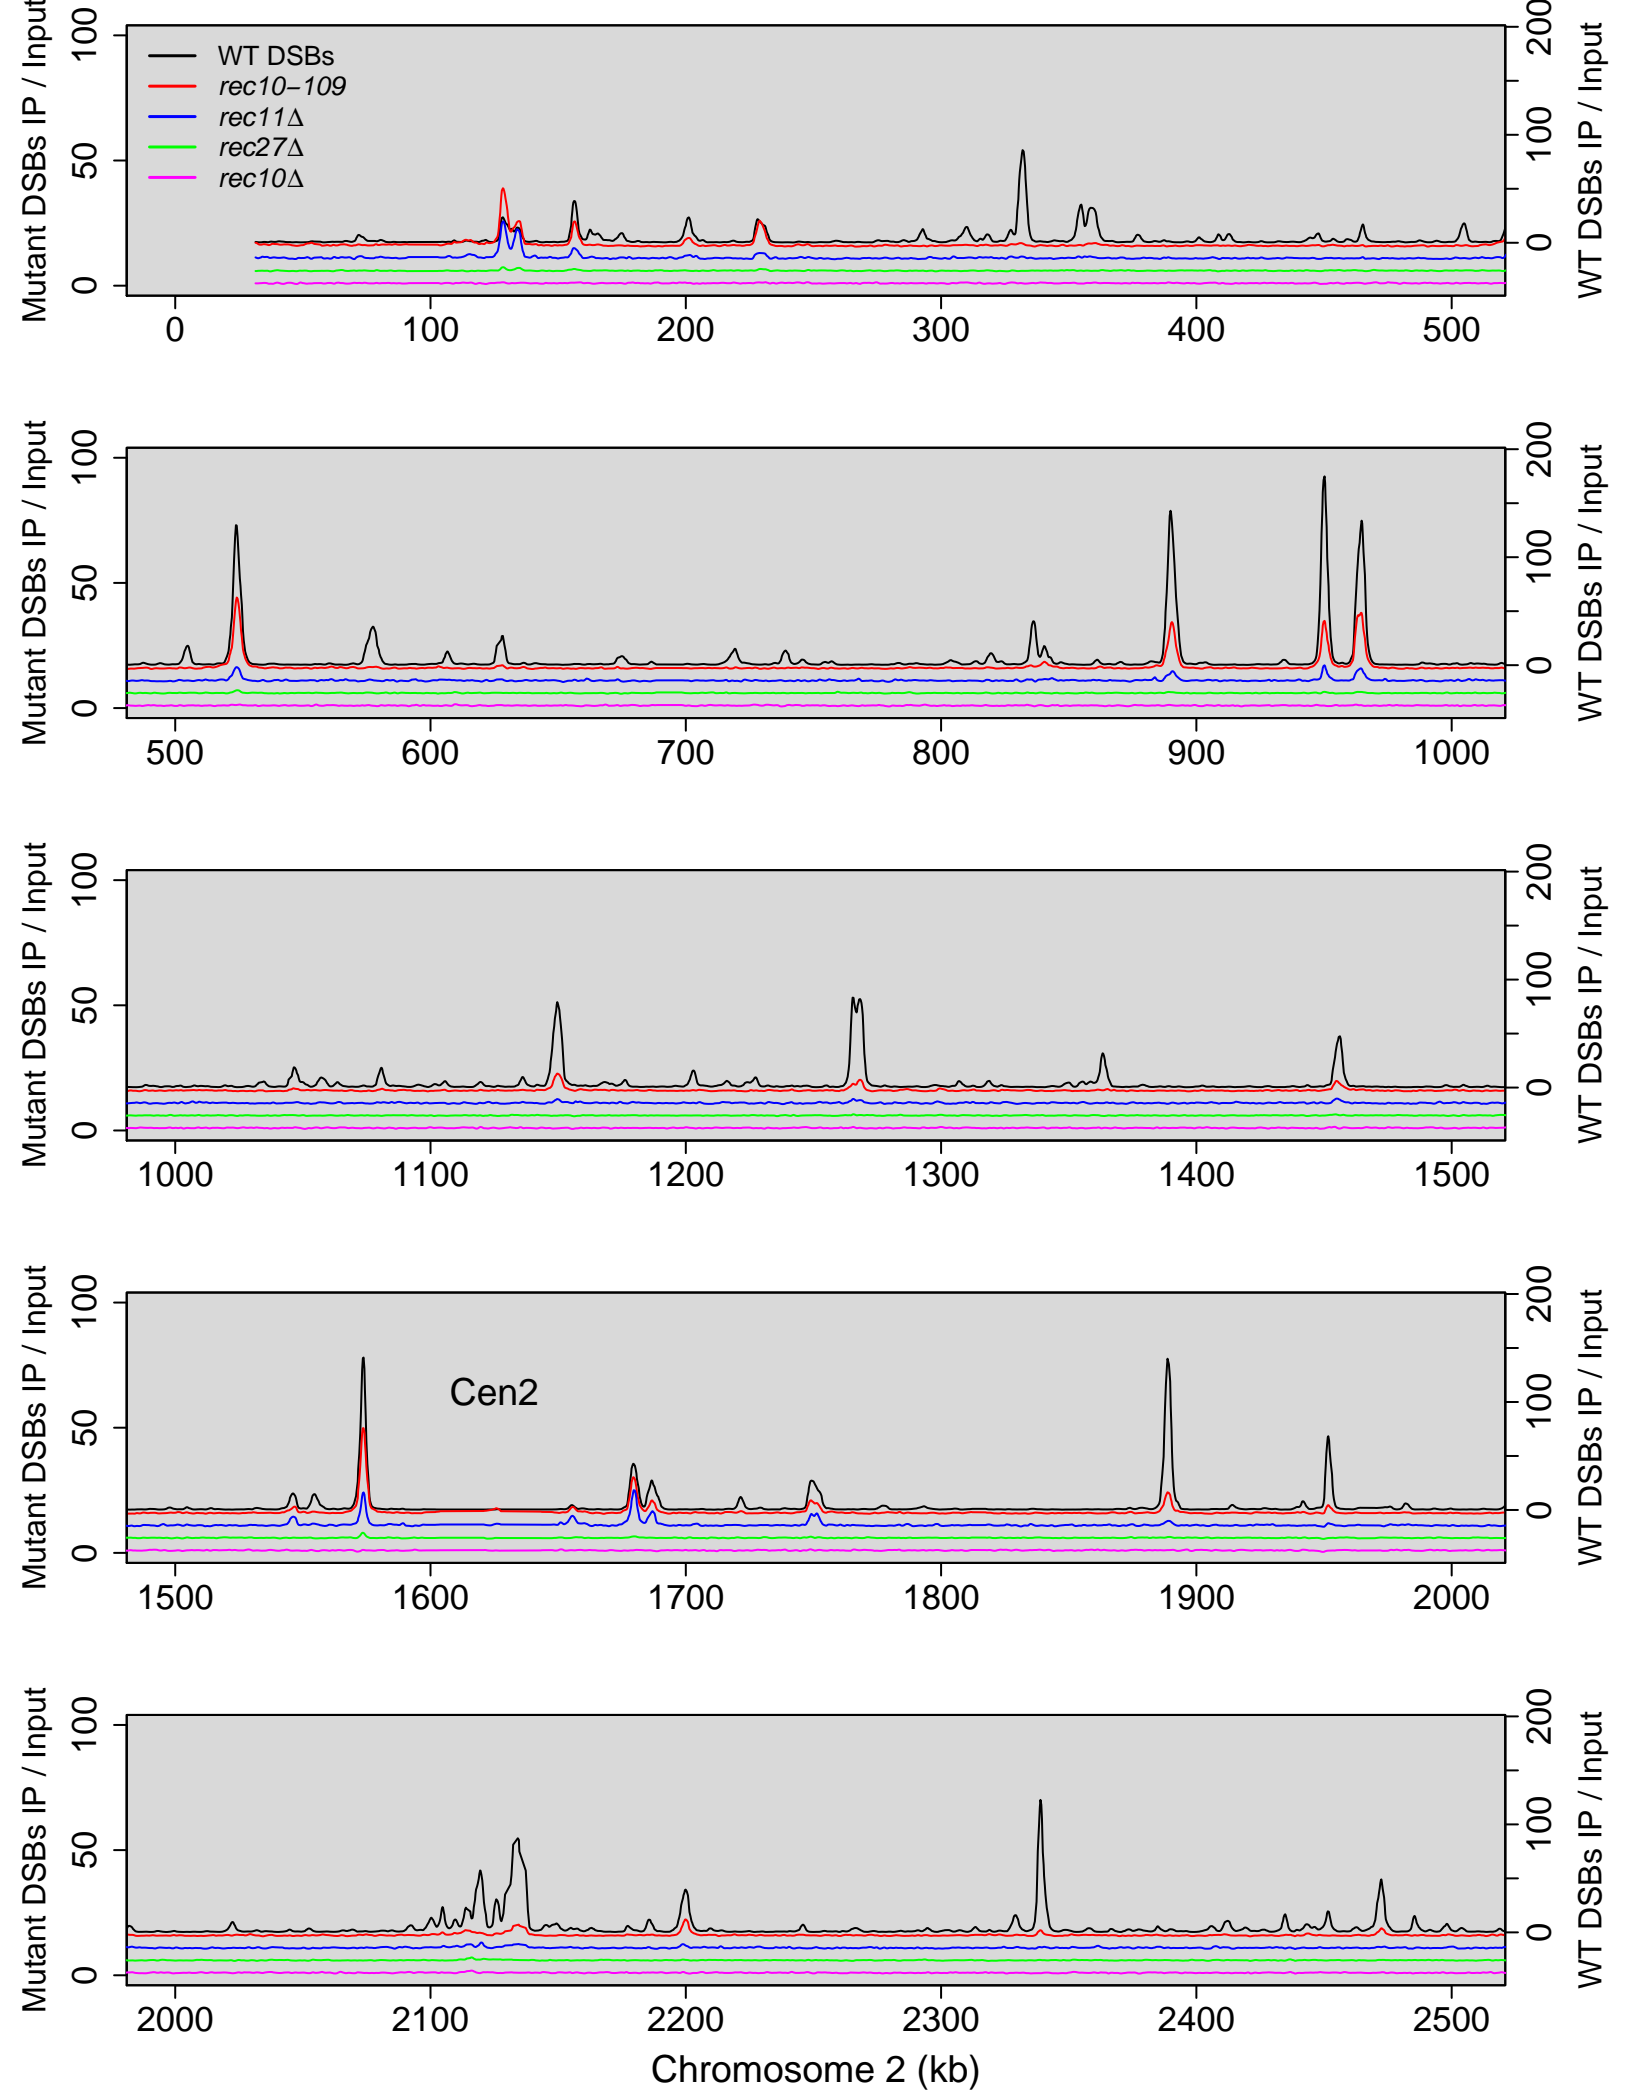 Mutant DSBs IP / Input
0 50 100
WT DSBs
rec10−109
rec11Δ
rec27Δ
rec10Δ
0 100 200
WT DSBs IP / Input
0 100 200 300 400 500
Mutant DSBs IP / Input
0 50 100
0 100 200
WT DSBs IP / Input
500 600 700 800 900 1000
Mutant DSBs IP / Input
0 50 100
0 100 200
WT DSBs IP / Input
1000 1100 1200 1300 1400 1500
Mutant DSBs IP / Input
0 50 100
Cen2
0 100 200
WT DSBs IP / Input
1500 1600 1700 1800 1900 2000
Mutant DSBs IP / Input
0 50 100
0 100 200
WT DSBs IP / Input
2000 2100 2200 2300 2400 2500
Chromosome 2 (kb)